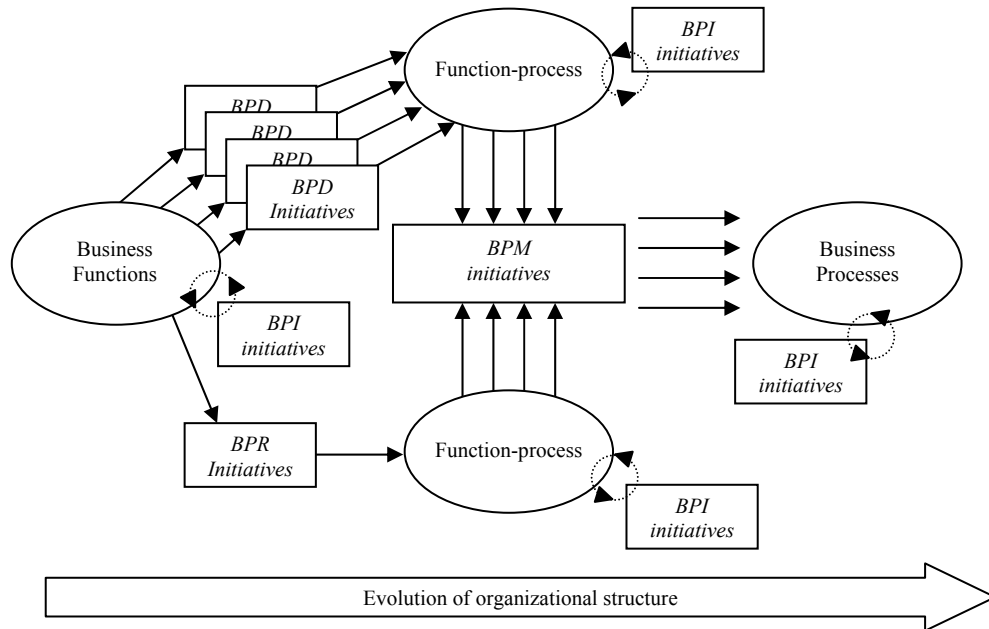 BPI
initiatives
Function-process
BPD
BPD
BPD
BPD
Initiatives
Business
Functions
BPM
initiatives
Business
Processes
BPI
initiatives
BPI
initiatives
BPR
Initiatives
Function-process
BPI
initiatives
Evolution of organizational structure